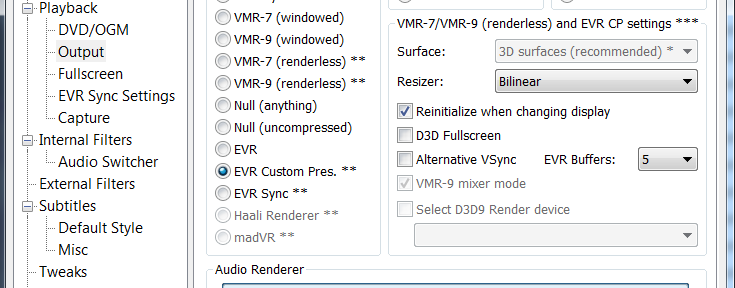 Playback
DVD/OGM
Output
Fullscreen
EVR Sync Settings
Capture
Internal Filters
Audio Switcher
External Filters
Subtitles
Default Style
Misc
Tweaks
VMR-7 (windowed)
VMR-9 (windowed)
VMR-7 (renderless) **
VMR-9 (renderless) **
Null (anything)
Null (uncompressed)
EVR
EVR Custom Pres. **
EVR Sync **
Haali Renderer **
madVR **
VMR-7/VMR-9 (renderless) and EVR CP settings ***
Surface: 3D surfaces (recommended) *
Resizer: Bilinear
Reinitialize when changing display
D3D Fullscreen
Alternative VSync EVR Buffers: 5
VMR-9 mixer mode
Select D3D9 Render device
Audio Renderer